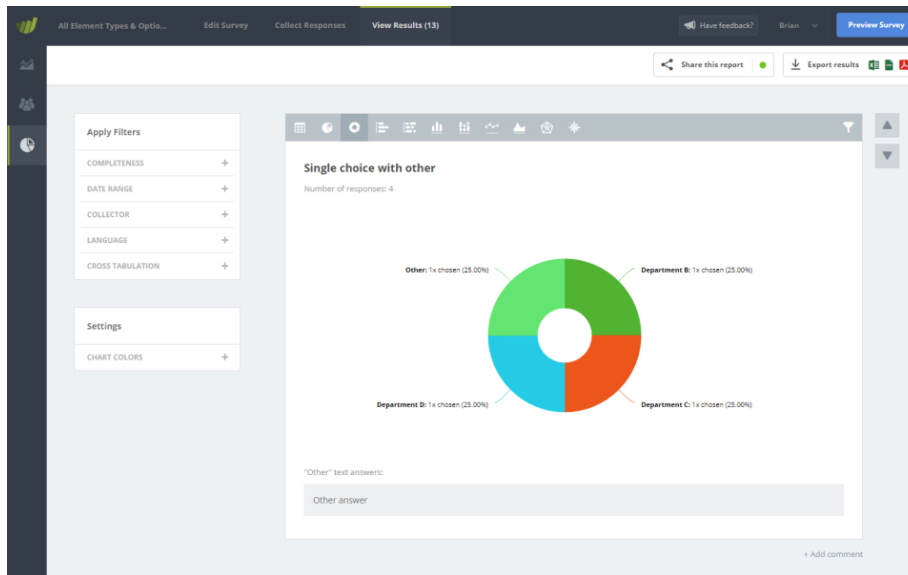 All Element Types & Optio...
Edit Survey
Collect Responses
View Results (13)
Have feedback?
Brian
Preview Survey
Share this report
Export results
Apply Filters
COMPLETENESS
DATE RANGE
COLLECTOR
LANGUAGE
CROSS TABULATION
Settings
CHART COLORS
Single choice with other
Number of responses: 4
Other: 1x chosen (25.00%)
Department B: 1x chosen (25.00%)
Department D: 1x chosen (25.00%)
Department C: 1x chosen (25.00%)
"Other" text answers:
Other answer
+ Add comment